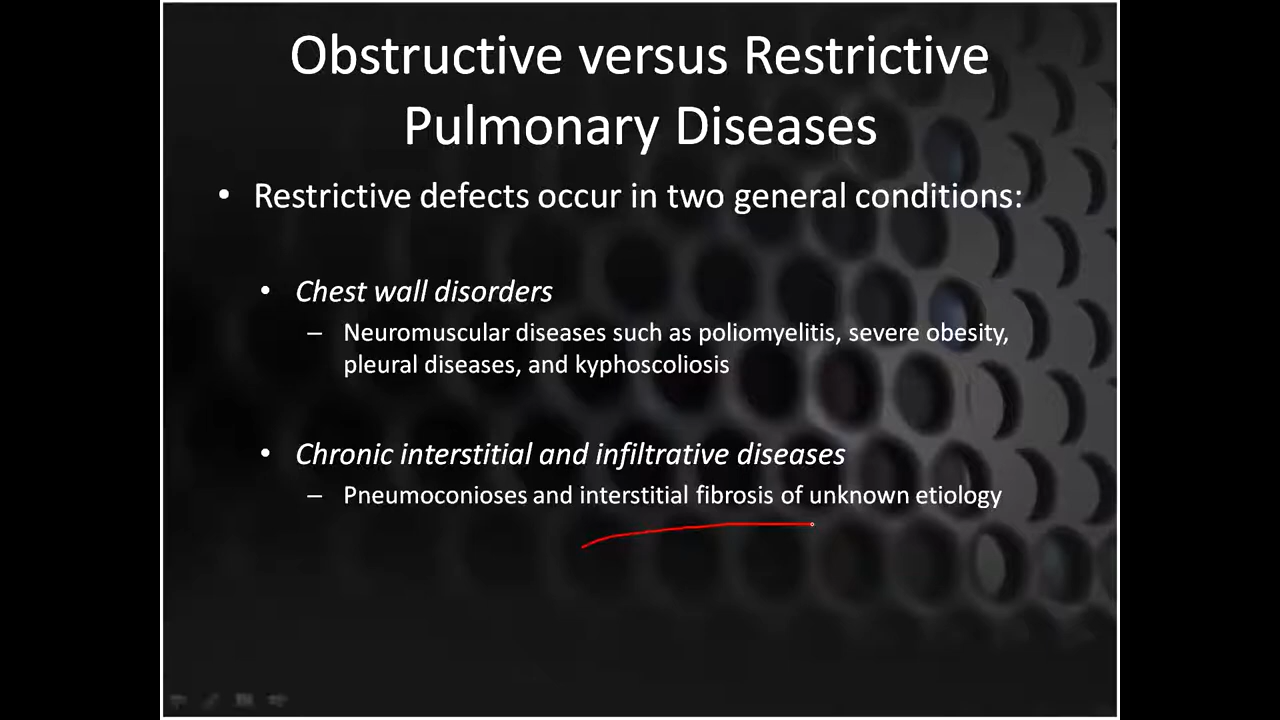 Obstructive versus Restrictive
Pulmonary Diseases
• Restrictive defects occur in two general conditions:
• Chest wall disorders
– Neuromuscular diseases such as poliomyelitis, severe obesity,
pleural diseases, and kyphoscoliosis
• Chronic interstitial and infiltrative diseases
– Pneumoconioses and interstitial fibrosis of unknown etiology